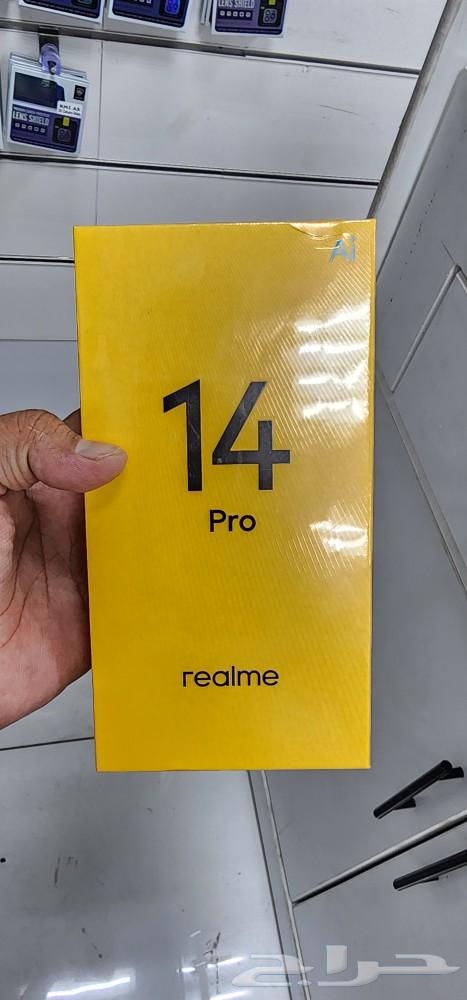 LENS SHIELD
LENS SHIELD
Ai
14
Pro
realme
حراج